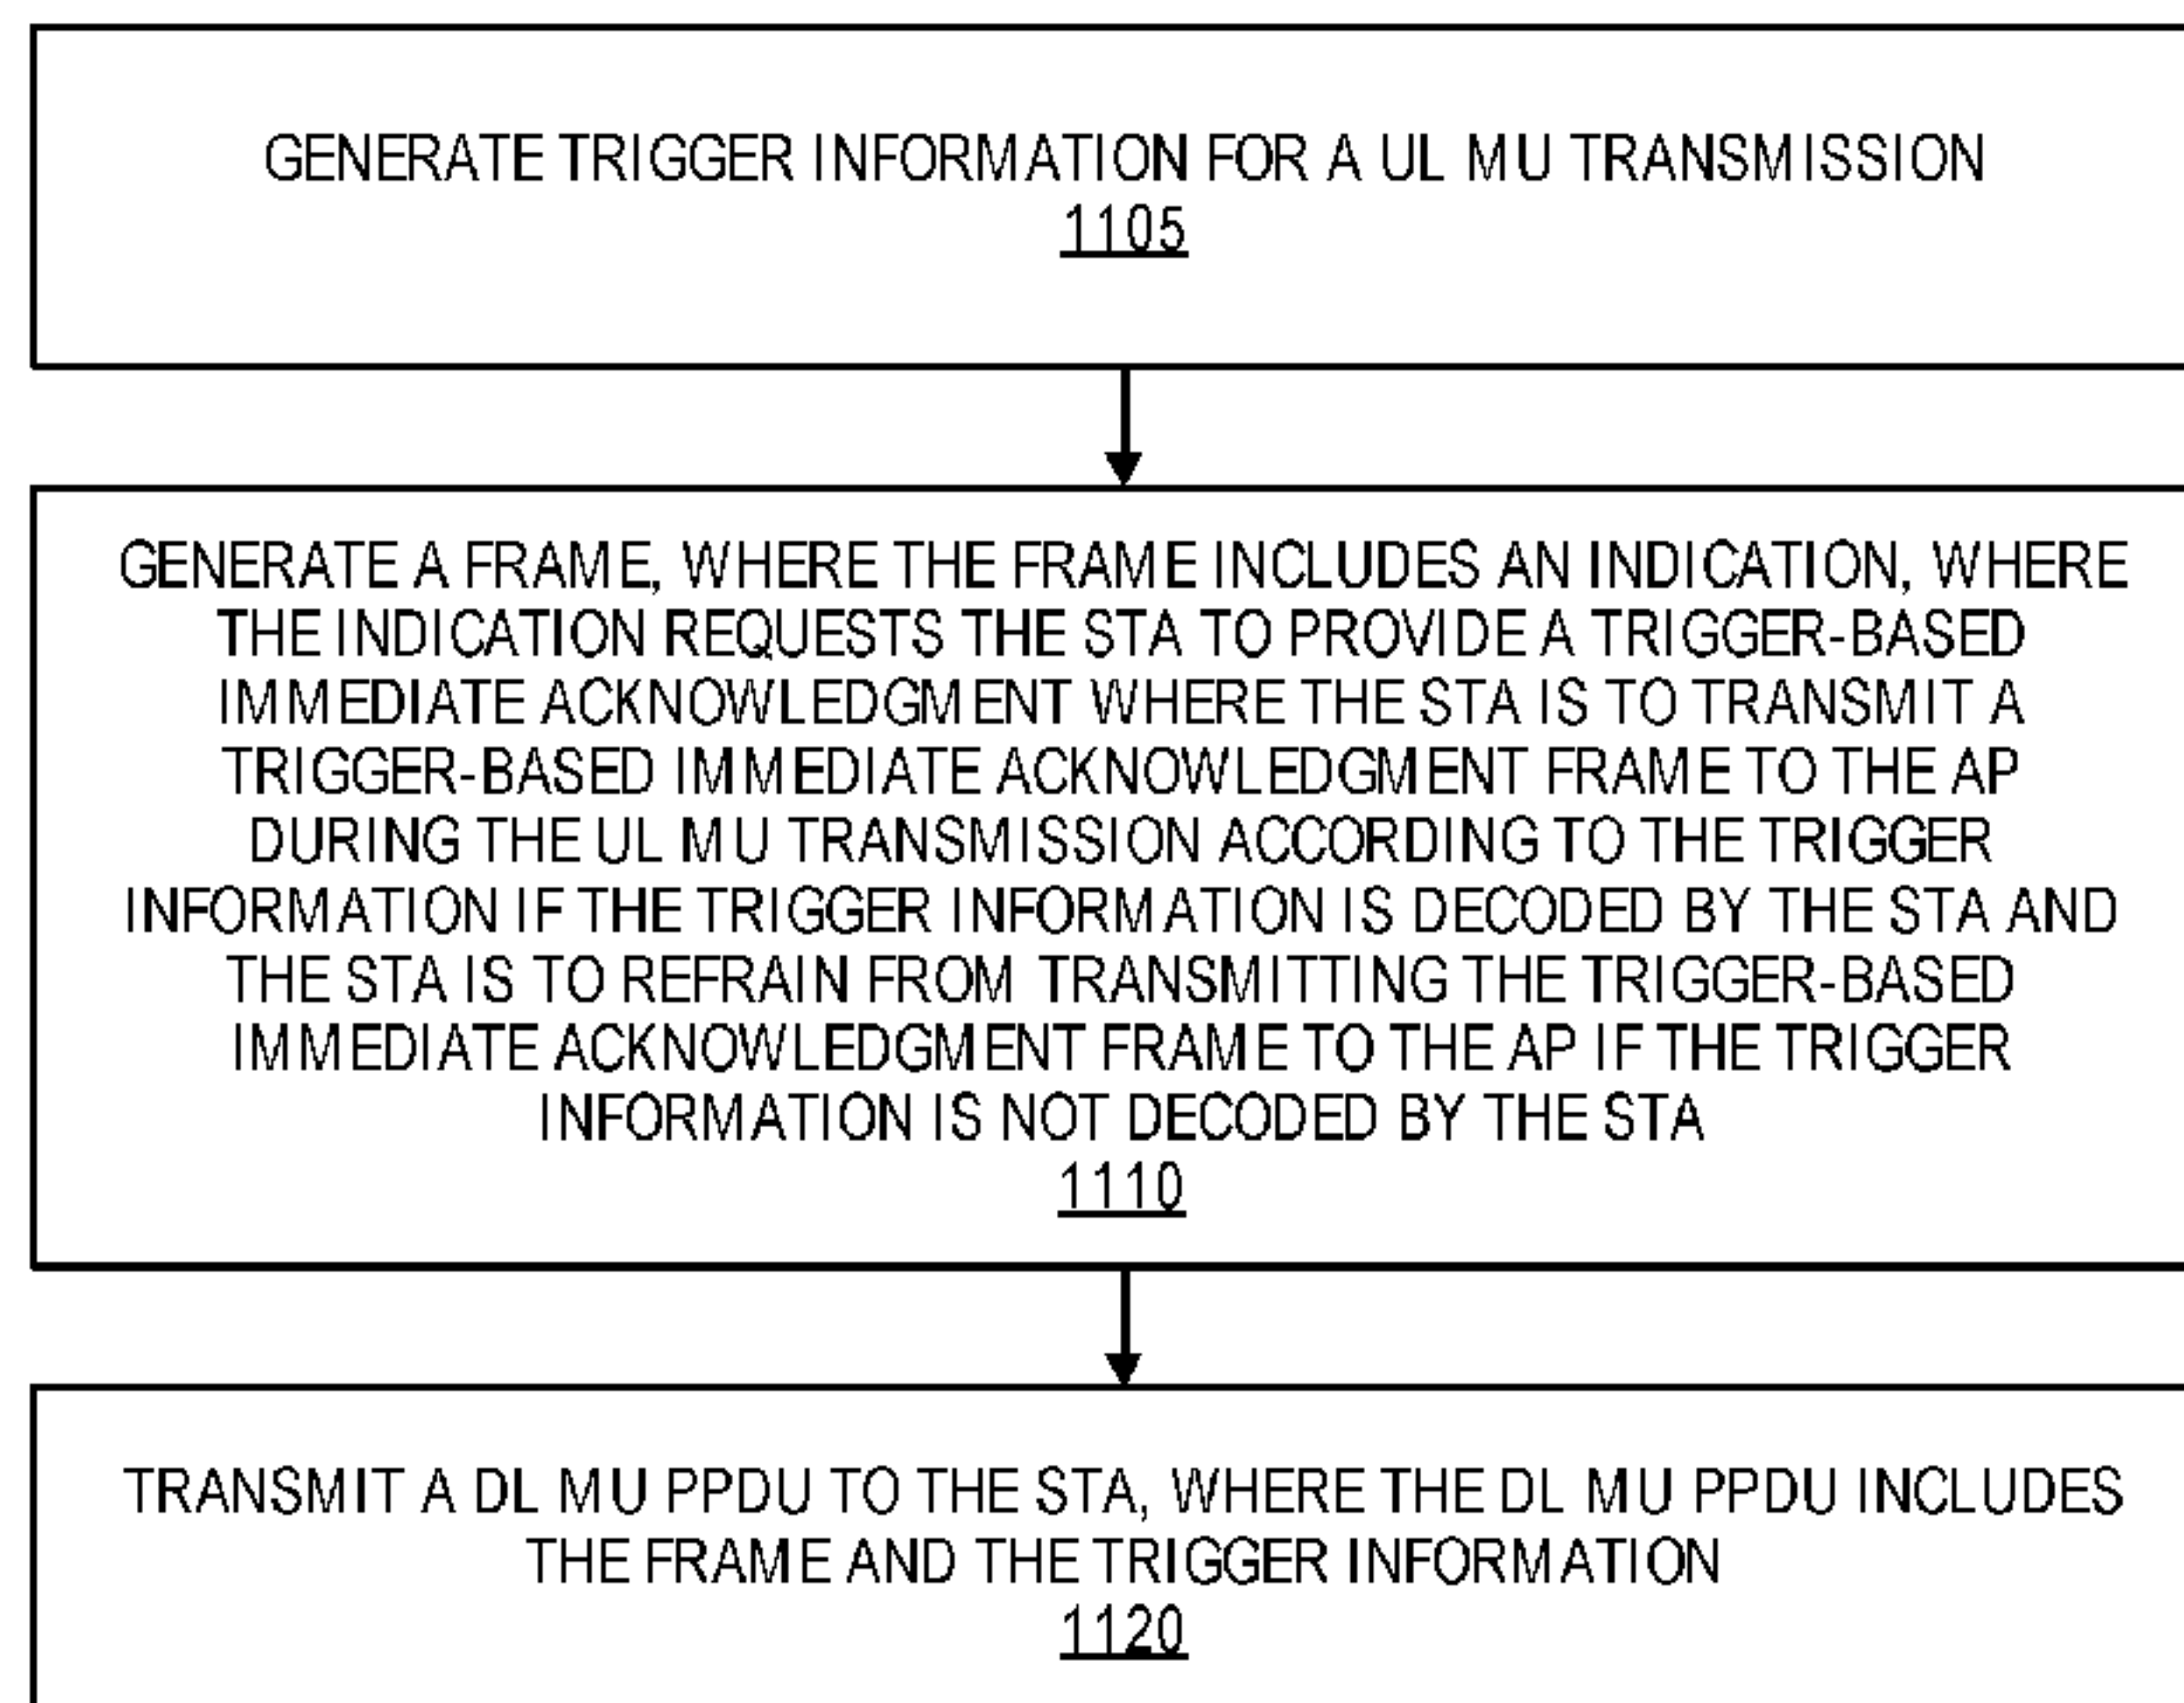 GENERATE TRIGGER INFORMATION FOR A UL MU TRANSMISSION
1105
GENERATE A FRAME, WHERE THE FRAME INCLUDES AN INDICATION, WHERE
THE INDICATION REQUESTS THE STA TO PROVIDE A TRIGGER-BASED
IMMEDIATE ACKNOWLEDGMENT WHERE THE STA IS TO TRANSMIT A
TRIGGER-BASED IMMEDIATE ACKNOWLEDGMENT FRAME TO THE AP
DURING THE UL MU TRANSMISSION ACCORDING TO THE TRIGGER
INFORMATION IF THE TRIGGER INFORMATION IS DECODED BY THE STA AND
THE STA IS TO REFRAIN FROM TRANSMITTING THE TRIGGER-BASED
IMMEDIATE ACKNOWLEDGMENT FRAME TO THE AP IF THE TRIGGER
INFORMATION IS NOT DECODED BY THE STA
1110
TRANSMIT A DL MU PPDU TO THE STA, WHERE THE DL MU PPDU INCLUDES
THE FRAME AND THE TRIGGER INFORMATION
1120